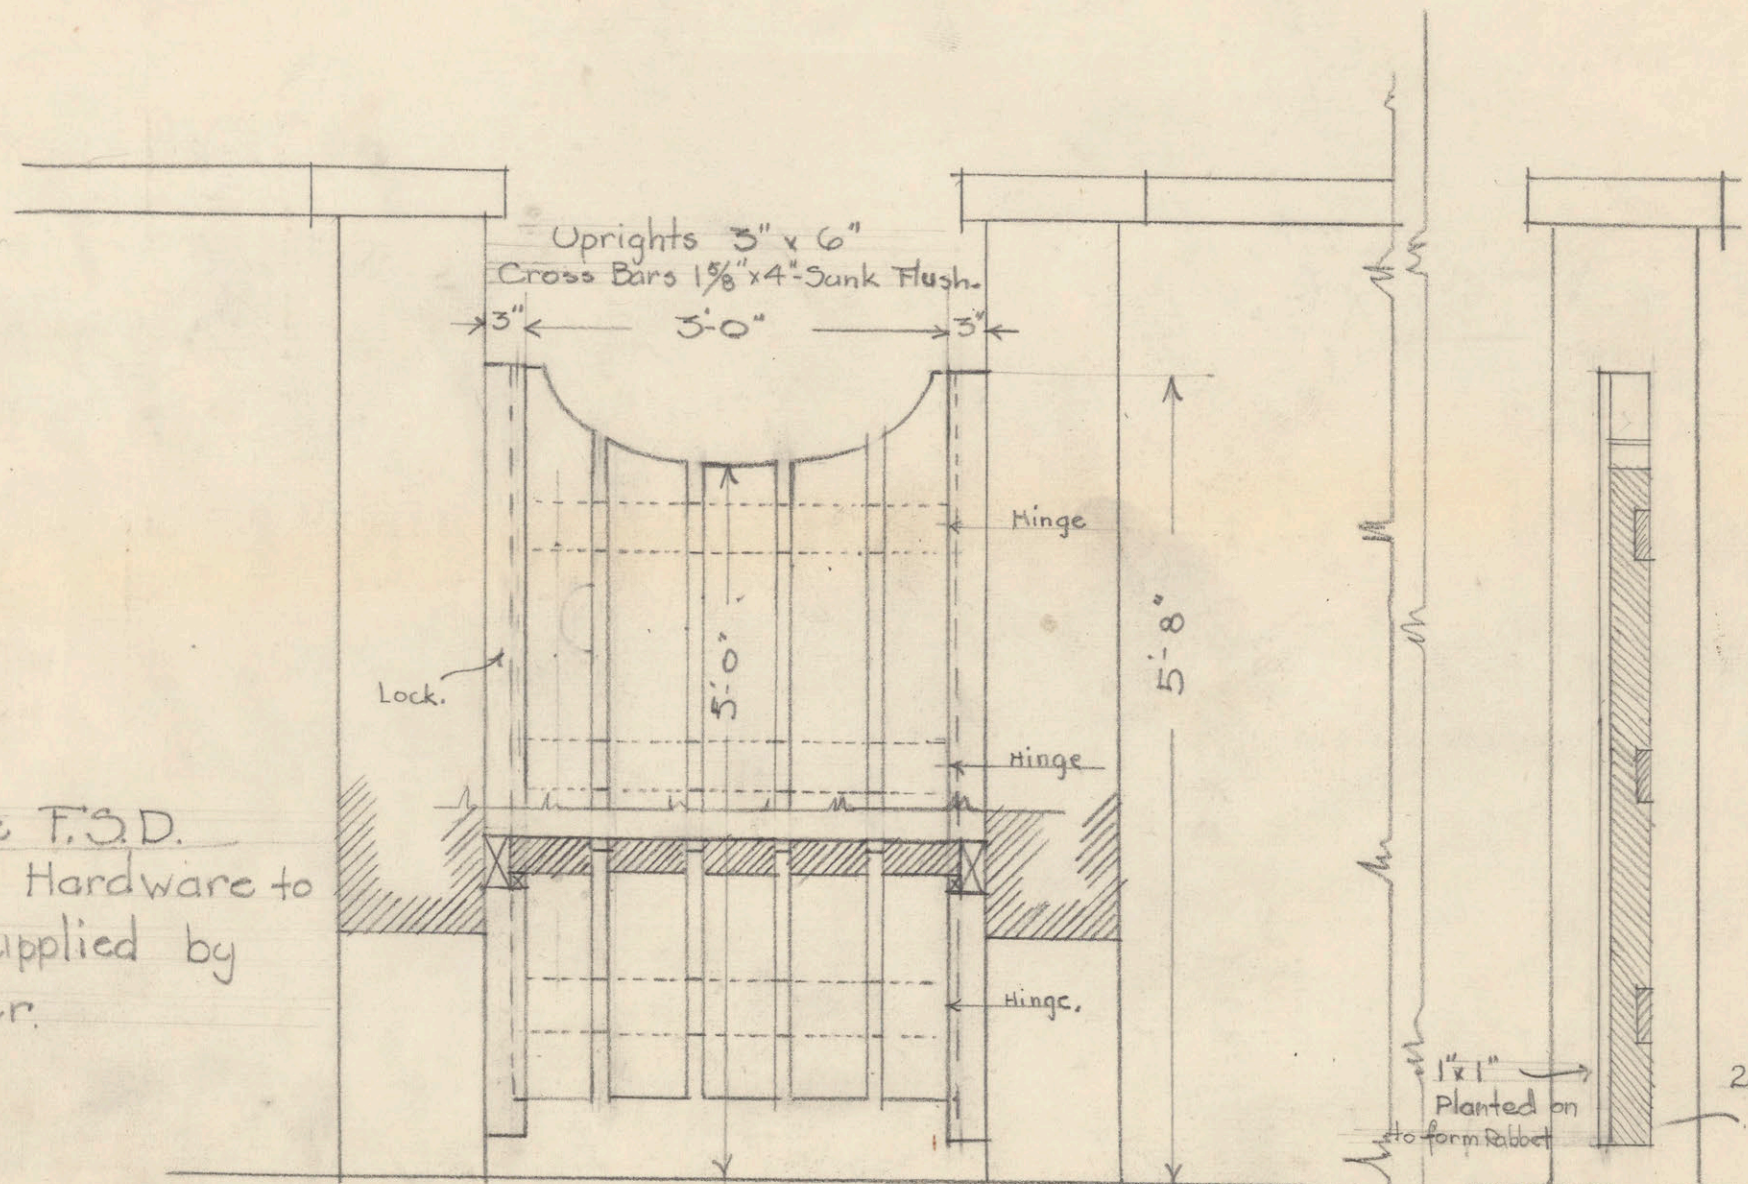 Uprights 3" x 6"
Cross Bars 1⅝" x 4"-Sunk Flush.
3" 3'-0" 3"
Hinge
5'-0"
5'-8"
Lock.
Hinge
F.S.D.
Hardware to
by
Hinge.
1" x 1"
Planted on
to form Rabbet
2